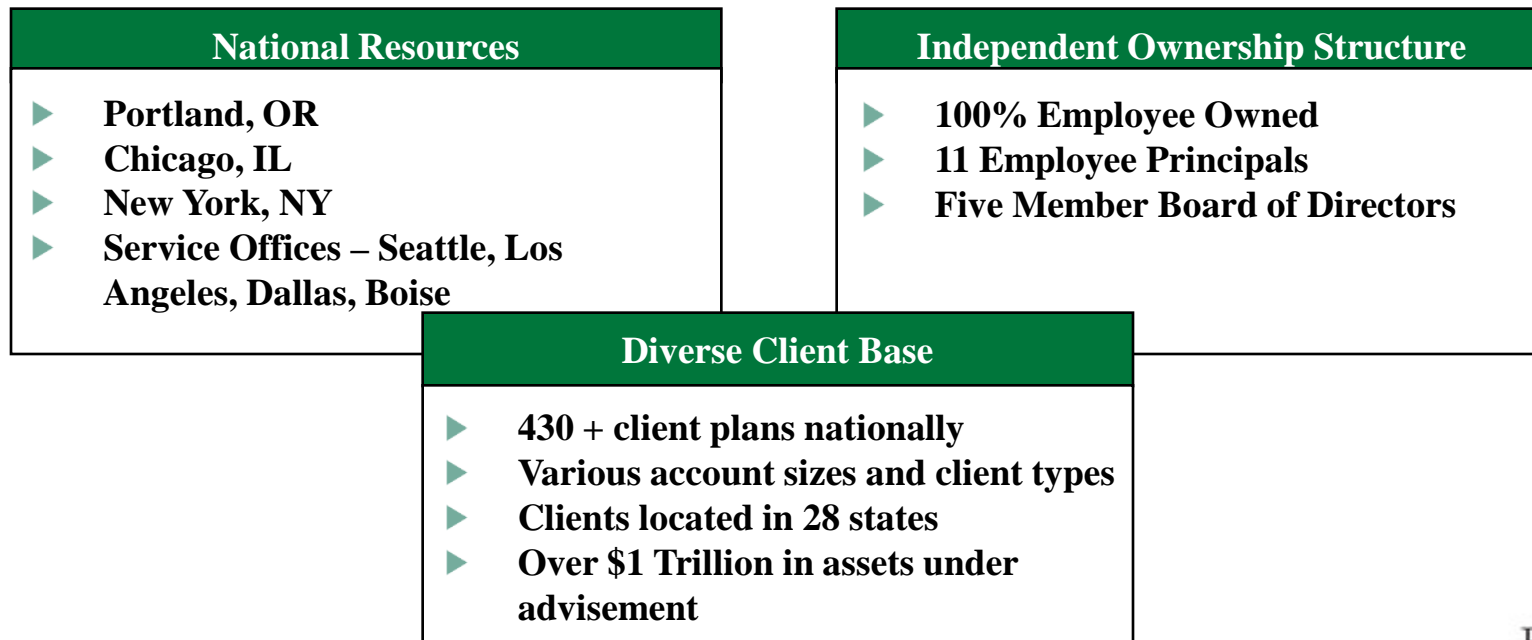 National Resources
Portland, OR
Chicago, IL
New York, NY
Service Offices – Seattle, Los
Angeles, Dallas, Boise
Independent Ownership Structure
100% Employee Owned
11 Employee Principals
Five Member Board of Directors
Diverse Client Base
430 + client plans nationally
Various account sizes and client types
Clients located in 28 states
Over $1 Trillion in assets under
advisement